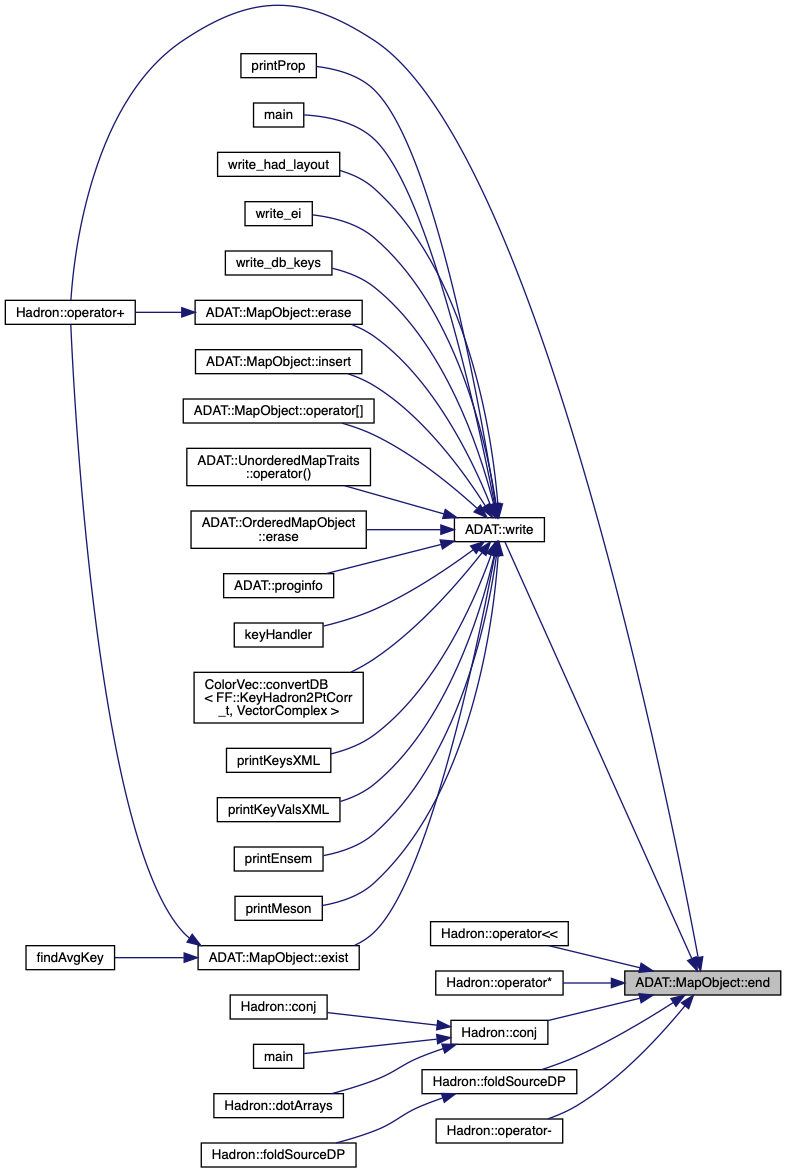 printProp
main
write_had_layout
write_ei
write_db_keys
Hadron::operator+
ADAT::MapObject::erase
ADAT::MapObject::insert
ADAT::MapObject::operator[]
ADAT::UnorderedMapTraits
::operator()
ADAT::OrderedMapObject
::erase
ADAT::write
ADAT::proginfo
keyHandler
ColorVec::convertDB
< FF::KeyHadron2PtCorr
_t, VectorComplex >
printKeysXML
printKeyValsXML
printEnsem
printMeson
Hadron::operator<<
findAvgKey
ADAT::MapObject::exist
Hadron::operator*
ADAT::MapObject::end
Hadron::conj
Hadron::conj
main
Hadron::foldSourceDP
Hadron::dotArrays
Hadron::operator-
Hadron::foldSourceDP